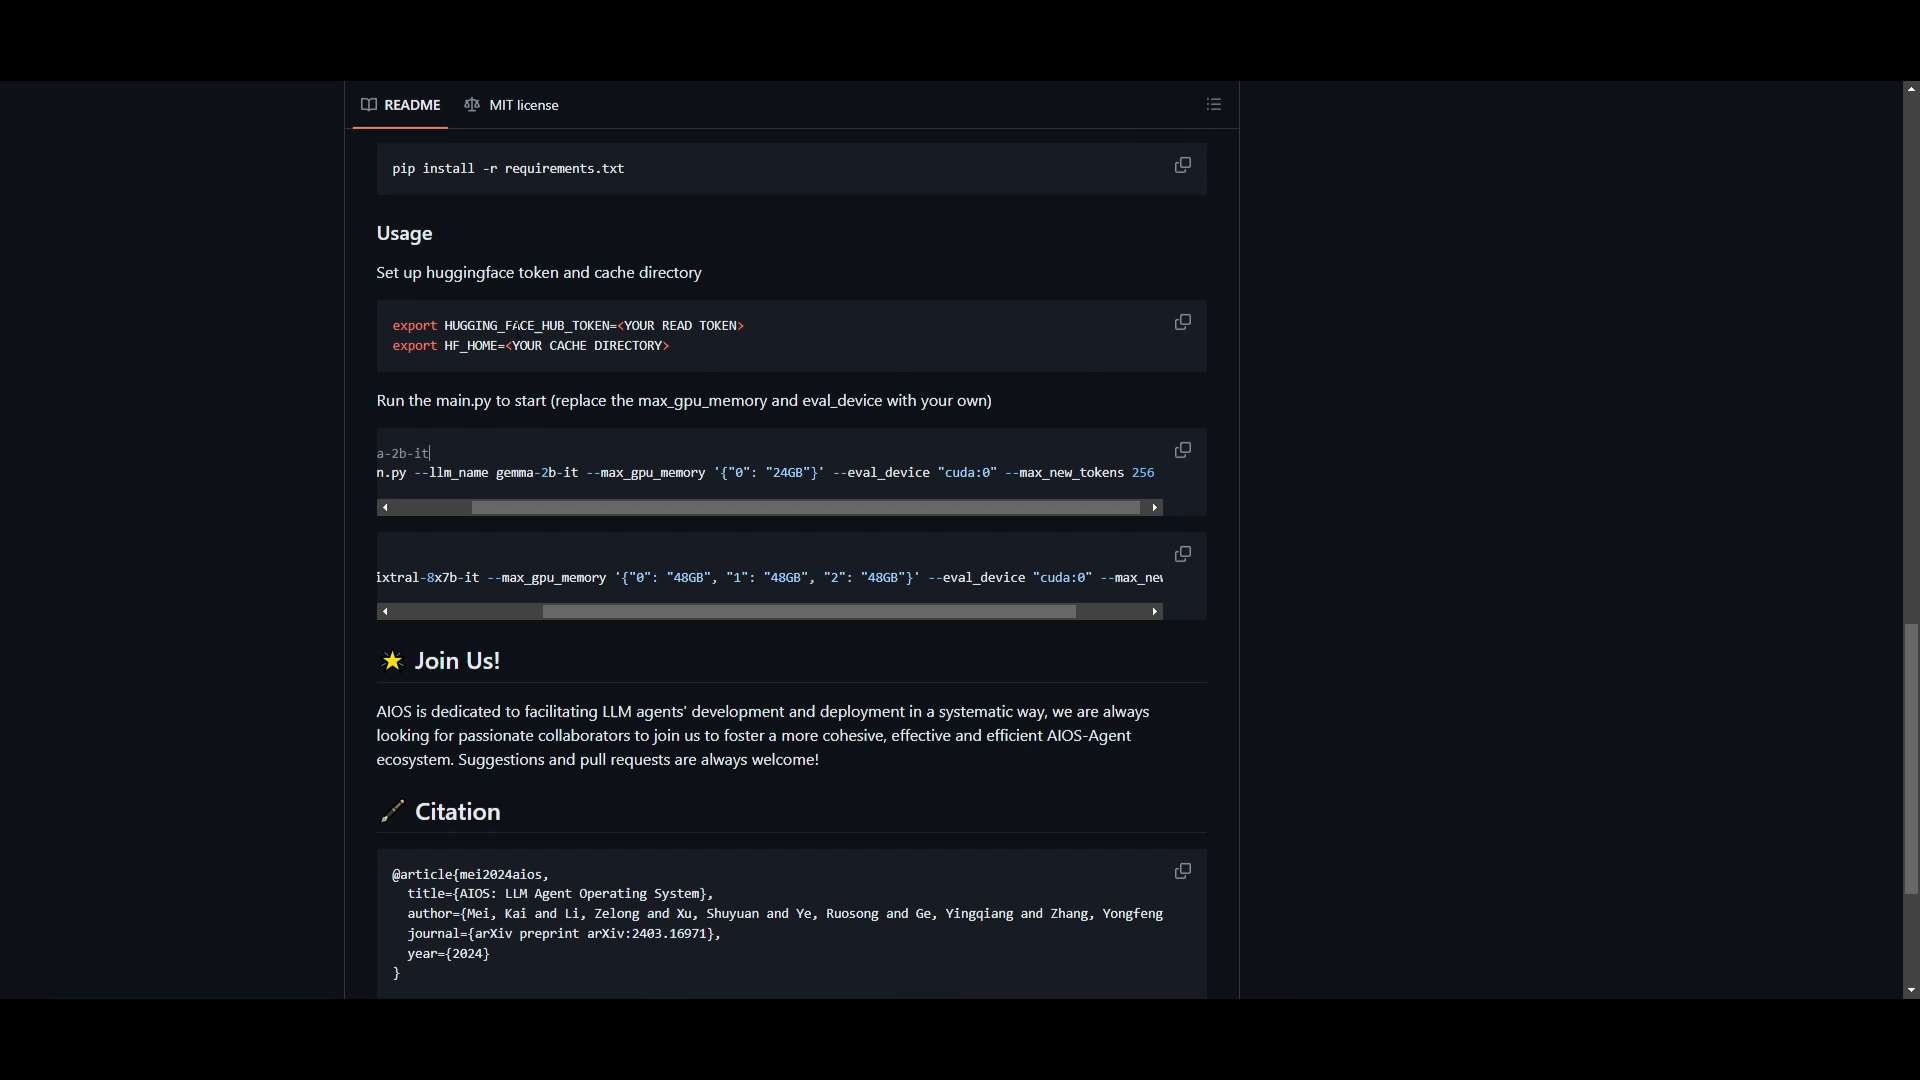 README MIT license
pip install -r requirements.txt
Usage
Set up huggingface token and cache directory
export HUGGING_FACE_HUB_TOKEN=<YOUR READ TOKEN>
export HF_HOME=<YOUR CACHE DIRECTORY>
Run the main.py to start (replace the max_gpu_memory and eval_device with your own)
a-2b-it
n.py --llm_name gemma-2b-it --max_gpu_memory '{"0": "24GB"}' --eval_device "cuda:0" --max_new_tokens 256
ixtral-8x7b-it --max_gpu_memory '{"0": "48GB", "1": "48GB", "2": "48GB"}' --eval_device "cuda:0" --max_new
Join Us!
AIOS is dedicated to facilitating LLM agents' development and deployment in a systematic way, we are always
looking for passionate collaborators to join us to foster a more cohesive, effective and efficient AIOS-Agent
ecosystem. Suggestions and pull requests are always welcome!
Citation
@article{mei2024aios,
title={AIOS: LLM Agent Operating System},
author={Mei, Kai and Li, Zelong and Xu, Shuyuan and Ye, Ruosong and Ge, Yingqiang and Zhang, Yongfeng
journal={arXiv preprint arXiv:2403.16971},
year={2024}
}